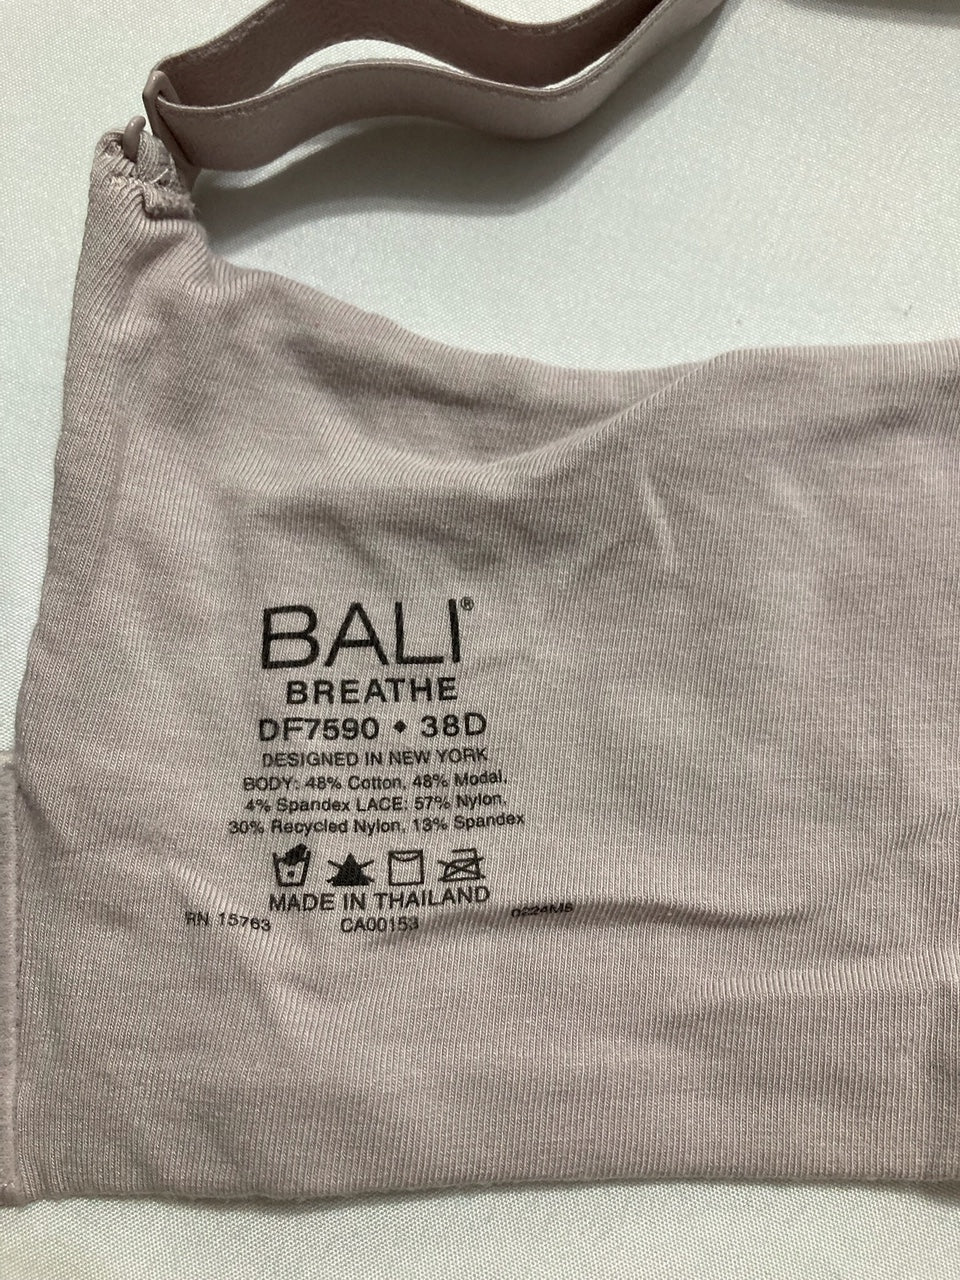 BALI®
BREATHE
DF7590 • 38D
DESIGNED IN NEW YORK
BODY: 48% Cotton, 48% Modal,
4% Spandex LACE: 57% Nylon,
30% Recycled Nylon, 13% Spandex
MADE IN THAILAND
RN 15763 CA00153 0224MS